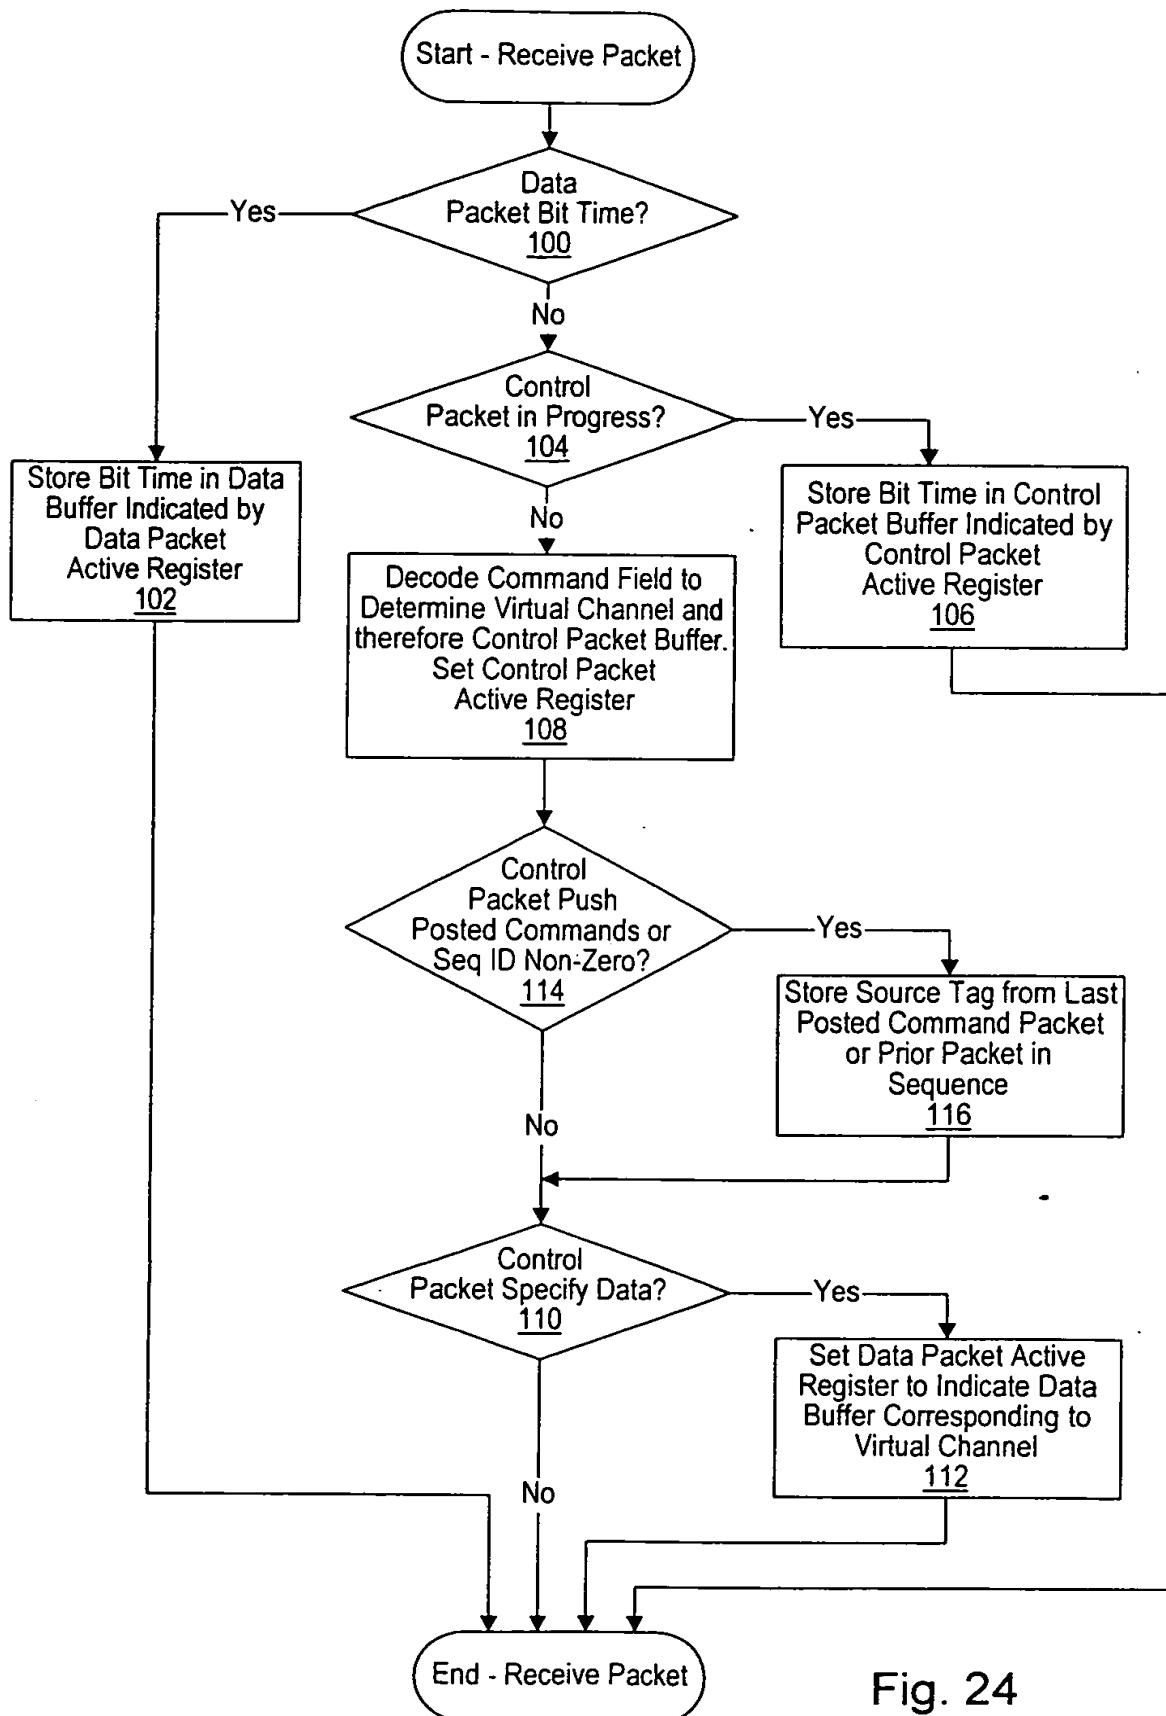 Start - Receive Packet
Data
Packet Bit Time?
100
Yes
No
Control
Packet in Progress?
104
Yes
No
Store Bit Time in Data
Buffer Indicated by
Data Packet
Active Register
102
Store Bit Time in Control
Packet Buffer Indicated by
Control Packet
Active Register
106
Decode Command Field to
Determine Virtual Channel and
therefore Control Packet Buffer.
Set Control Packet
Active Register
108
Control
Packet Push
Posted Commands or
Seq ID Non-Zero?
114
Yes
Store Source Tag from Last
Posted Command Packet
or Prior Packet in
Sequence
116
No
Control
Packet Specify Data?
110
Yes
Set Data Packet Active
Register to Indicate Data
Buffer Corresponding to
Virtual Channel
112
No
End - Receive Packet
Fig. 24